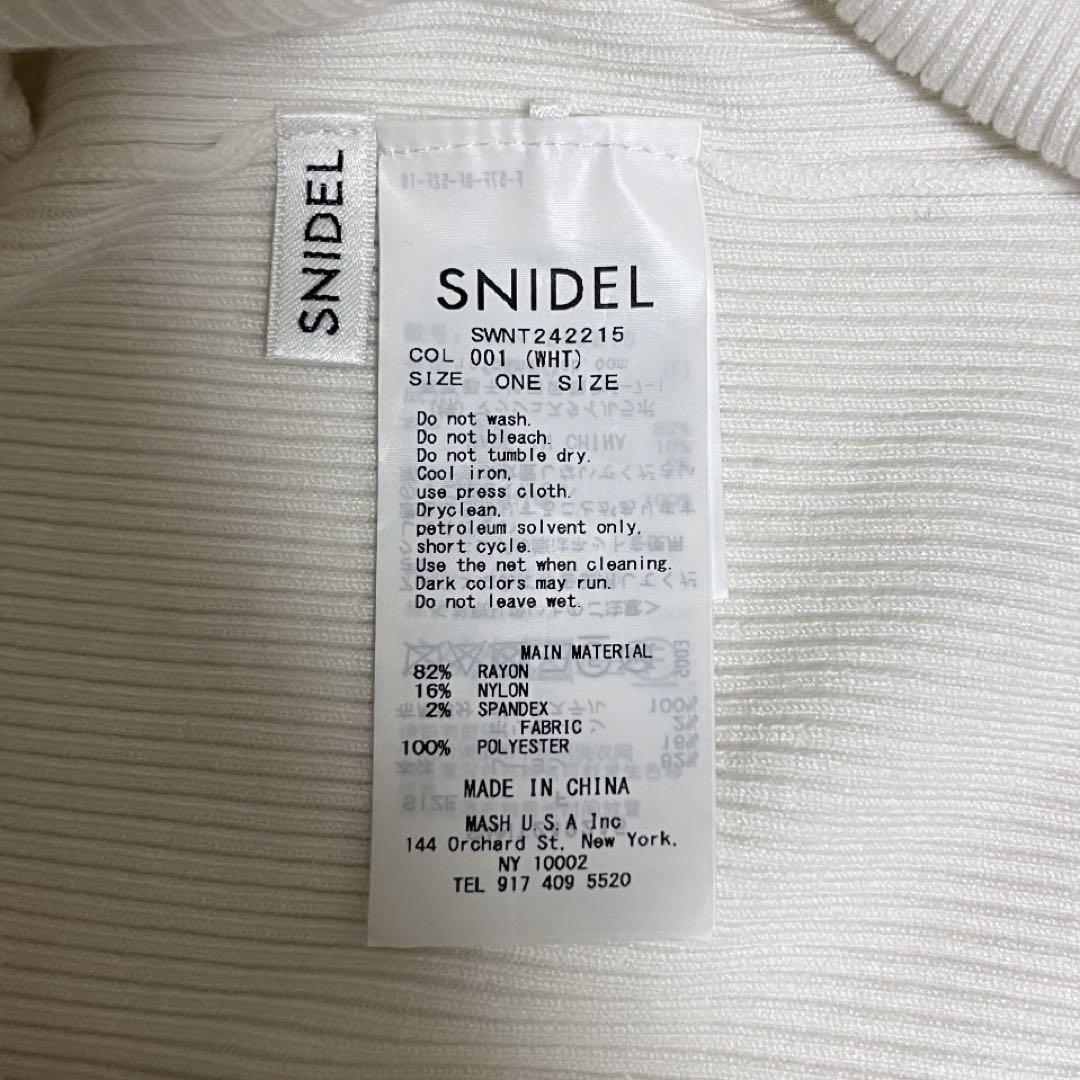 SNIDEL
SNIDEL
SWNT242215
COL 001 (WHT)
SIZE ONE SIZE
Do not wash.
Do not bleach.
Do not tumble dry.
Cool iron,
use press cloth.
Dryclean,
petroleum solvent only,
short cycle.
Use the net when cleaning.
Dark colors may run.
Do not leave wet.
MAIN MATERIAL
82% RAYON
16% NYLON
2% SPANDEX
FABRIC
100% POLYESTER
MADE IN CHINA
MASH U.S.A Inc
144 Orchard St. New York.
NY 10002
TEL 917 409 5520